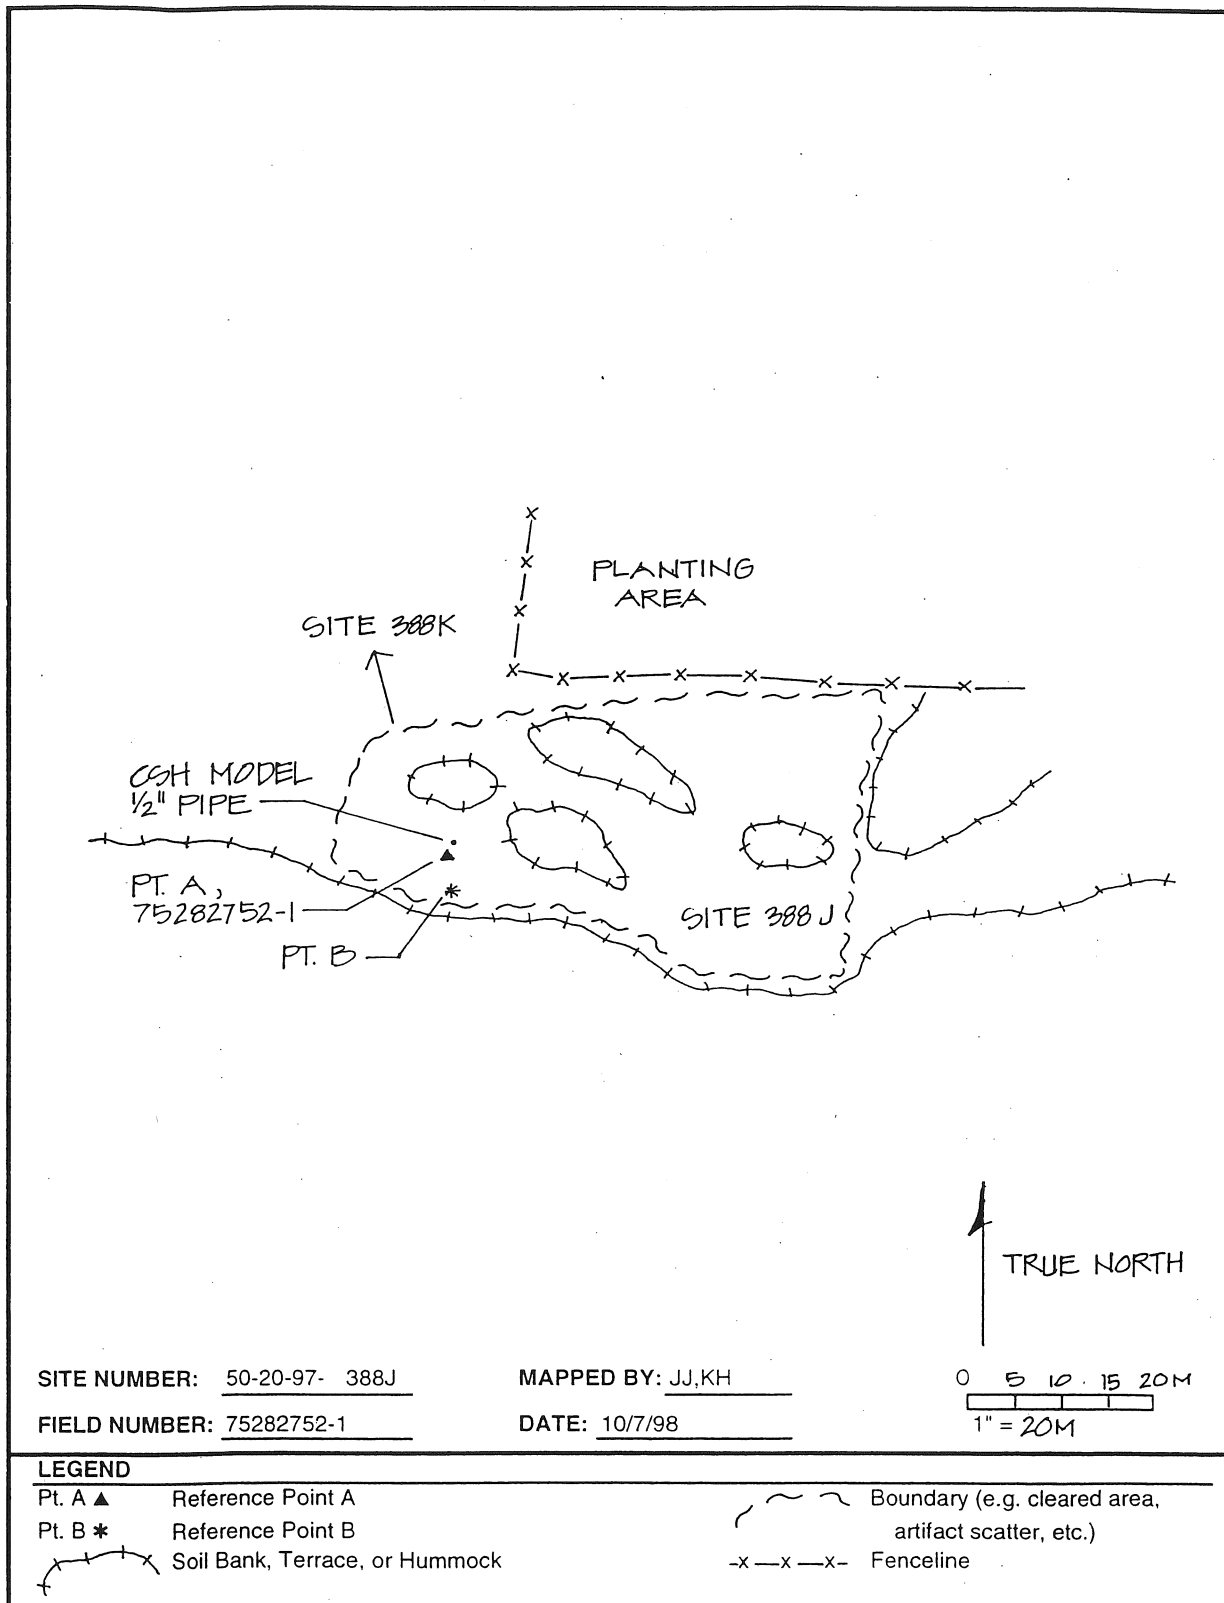 PLANTING
AREA
SITE 388K
CSH MODEL
1/2" PIPE
PT. A,
75282752-1
SITE 388J
PT. B
TRUE NORTH
SITE NUMBER: 50-20-97- 388J
MAPPED BY: JJ,KH
0 5 10 15 20M
FIELD NUMBER: 75282752-1
DATE: 10/7/98
1" = 20M
LEGEND
Pt. A ▲ Reference Point A
Boundary (e.g. cleared area,
Pt. B * Reference Point B
artifact scatter, etc.)
Soil Bank, Terrace, or Hummock
-x—x—x- Fenceline